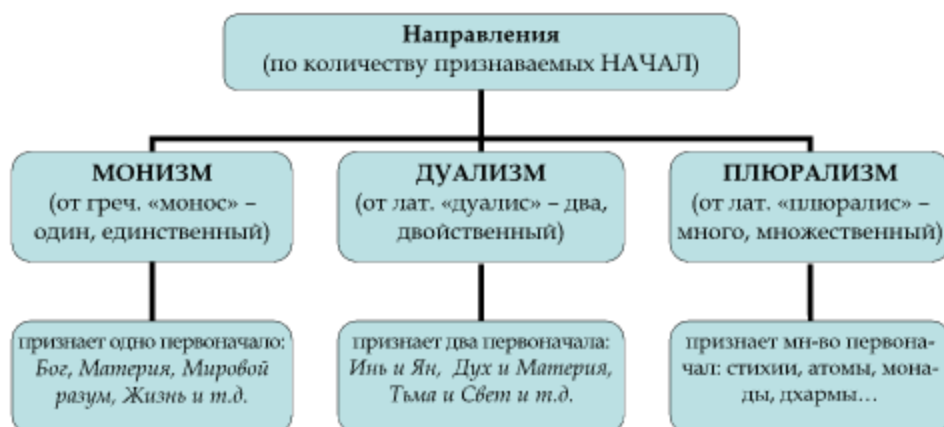 Направления
(по количеству признаваемых НАЧАЛ)
МОНИЗМ
(от греч. «монос» –
один, единственный)
ДУАЛИЗМ
(от лат. «дуалис» – два,
двойственный)
ПЛЮРАЛИЗМ
(от лат. «плюралис» –
много, множественный)
признает одно первоначало:
Бог, Материя, Мировой
разум, Жизнь и т.д.
признает два первоначала:
Инь и Ян, Дух и Материя,
Тьма и Свет и т.д.
признает мн-во первона-
чал: стихии, атомы, мона-
ды, дхармы…